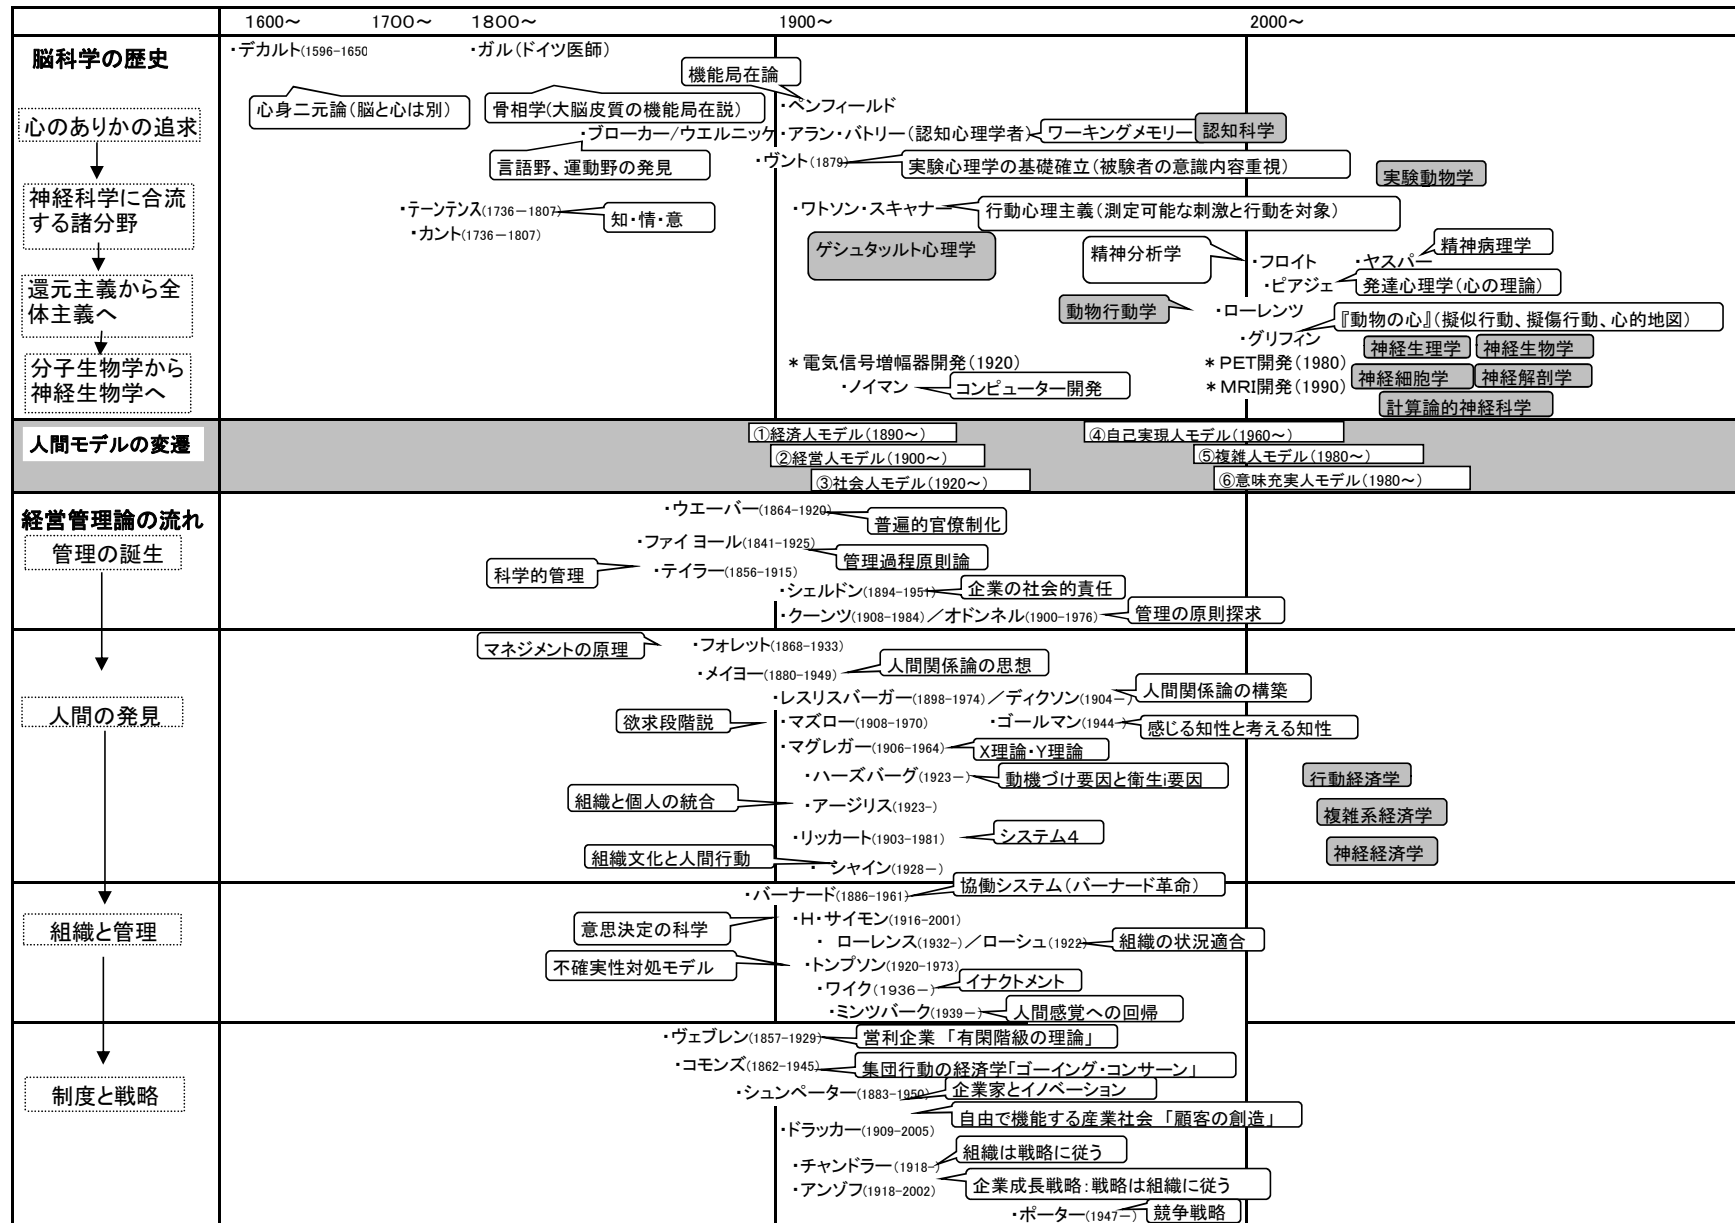 1600～ 1700～ 1800～ 1900～ 2000～
脳科学の歴史
・デカルト(1596-1650
・ガル(ドイツ医師)
機能局在論
心身二元論(脳と心は別)
骨相学(大脳皮質の機能局在説)
・ペンフィールド
心のありかの追求
・ブローカー/ウエルニッケ
・アラン・バトリー(認知心理学者)
ワーキングメモリー
認知科学
言語野、運動野の発見
・ヴント(1879)
実験心理学の基礎確立(被験者の意識内容重視)
実験動物学
神経科学に合流
する諸分野
・テーンテンス(1736－1807)
知・情・意
・カント(1736－1807)
・ワトソン・スキャナー
行動心理主義(測定可能な刺激と行動を対象)
ゲシュタッルト心理学
精神分析学
・フロイト
・ヤスパー
精神病理学
・ピアジェ
発達心理学(心の理論)
還元主義から全
体主義へ
動物行動学
・ローレンツ
『動物の心』(擬似行動、擬傷行動、心的地図)
・グリフィン
神経生理学
神経生物学
分子生物学から
神経生物学へ
＊電気信号増幅器開発(1920)
＊PET開発(1980)
・ノイマン
コンピューター開発
＊MRI開発(1990)
神経細胞学
神経解剖学
計算論的神経科学
人間モデルの変遷
①経済人モデル(1890～)
④自己実現人モデル(1960～)
②経営人モデル(1900～)
⑤複雑人モデル(1980～)
③社会人モデル(1920～)
⑥意味充実人モデル(1980～)
経営管理論の流れ
管理の誕生
・ウエーバー(1864-1920)
普遍的官僚制化
・ファイヨール(1841-1925)
管理過程原則論
科学的管理
・テイラー(1856-1915)
・シェルドン(1894-1951)
企業の社会的責任
・クーンツ(1908-1984)／オドンネル(1900-1976)
管理の原則探求
マネジメントの原理
・フォレット(1868-1933)
・メイヨー(1880-1949)
人間関係論の思想
人間の発見
・レスリスバーガー(1898-1974)／ディクソン(1904－)
人間関係論の構築
欲求段階説
・マズロー(1908-1970)
・ゴールマン(1944-
感じる知性と考える知性
・マグレガー(1906-1964)
X理論・Y理論
・ハーズバーグ(1923－)
動機づけ要因と衛生i要因
行動経済学
組織と個人の統合
・アージリス(1923-)
複雑系経済学
・リッカート(1903-1981)
システム４
神経経済学
組織文化と人間行動
・ シャイン(1928－)
組織と管理
・バーナード(1886-1961)
協働システム(バーナード革命)
意思決定の科学
・H・サイモン(1916-2001)
・ ローレンス(1932-)／ローシュ(1922)
組織の状況適合
不確実性対処モデル
・トンプソン(1920-1973)
・ワイク(1936－)
イナクトメント
・ミンツバーク(1939－)
人間感覚への回帰
制度と戦略
・ヴェブレン(1857-1929)
営利企業 「有閑階級の理論」
・コモンズ(1862-1945)
集団行動の経済学「ゴーイング・コンサーン」
・シュンペーター(1883-1950)
企業家とイノベーション
自由で機能する産業社会 「顧客の創造」
・ドラッカー(1909-2005)
組織は戦略に従う
・チャンドラー(1918-)
・アンゾフ(1918-2002)
企業成長戦略:戦略は組織に従う
・ポーター(1947－)
競争戦略